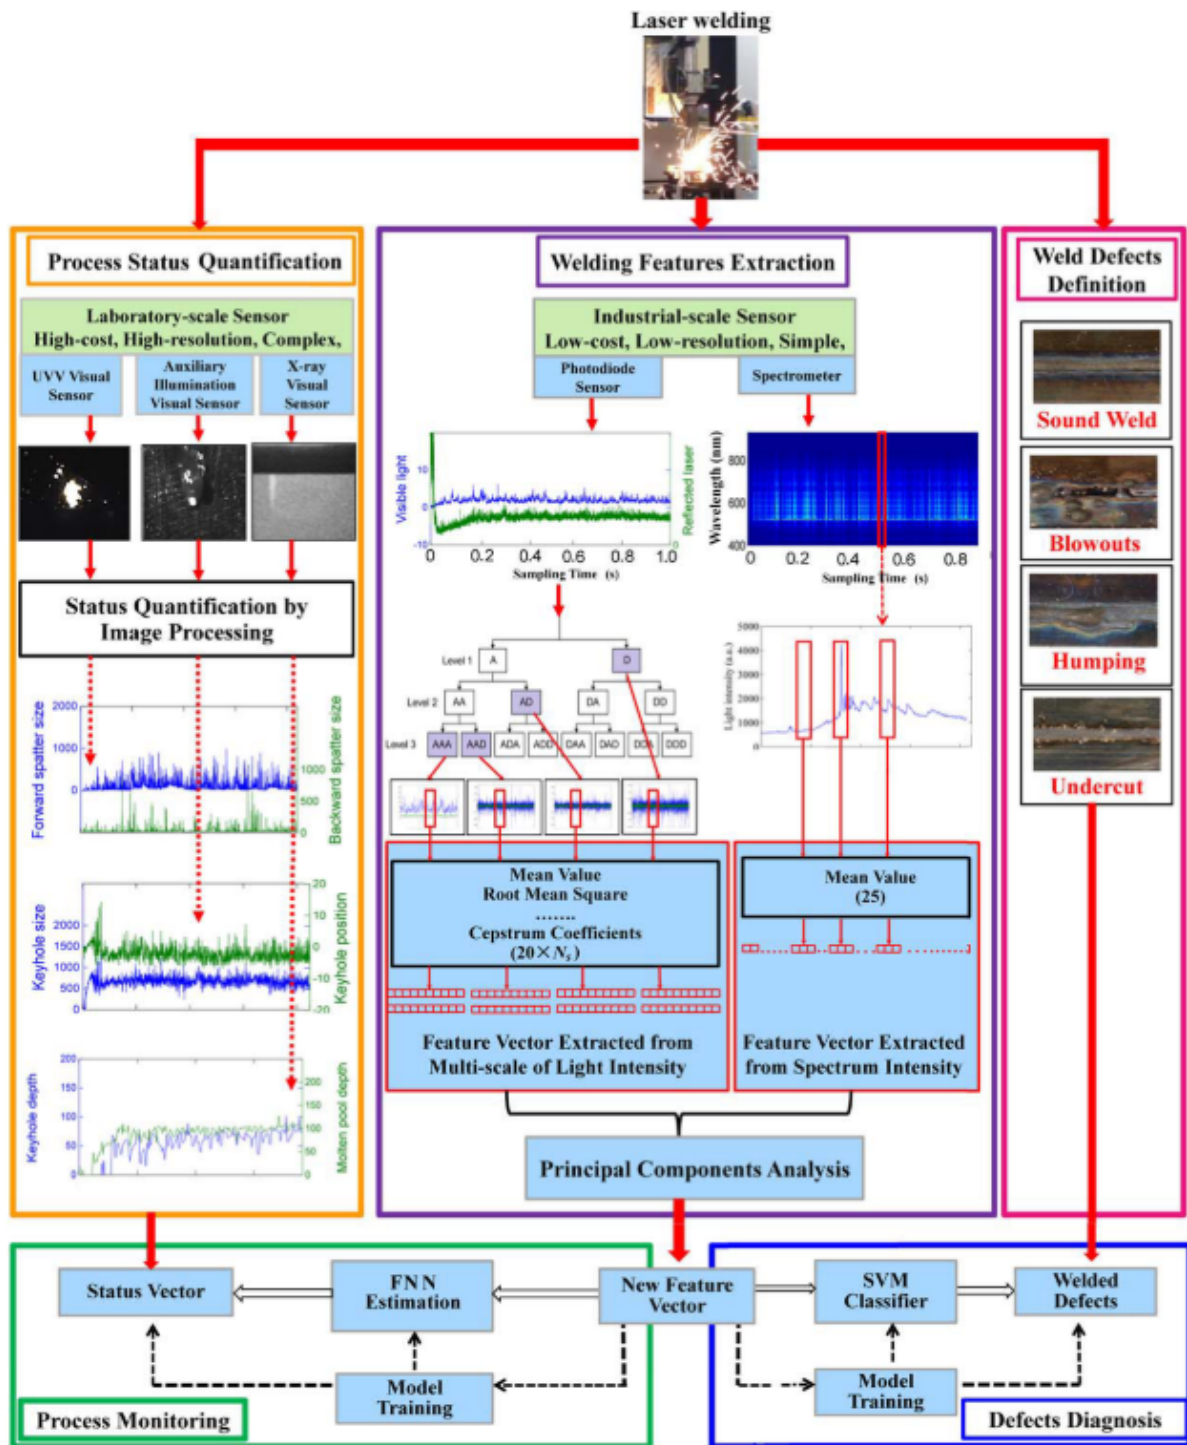 Laser welding
Process Status Quantification
Laboratory-scale Sensor
High-cost, High-resolution, Complex,
UVV Visual
Sensor
Auxiliary
Illumination
Visual Sensor
X-ray
Visual
Sensor
Status Quantification by
Image Processing
Forward spatter size
2000
1000
0
Backward spatter size
1000
500
0
Keyhole size
2000
1500
1000
500
0
Keyhole position
20
10
0
-10
-20
Keyhole depth
200
150
100
50
0
Molten pool depth
200
150
100
50
0
Welding Features Extraction
Industrial-scale Sensor
Low-cost, Low-resolution, Simple,
Photodiode
Sensor
Spectrometer
Visible light
10
0
-10
Reflected laser
0
0 0.2 0.4 0.6 0.8 1.0
Sampling Time (s)
Wavelength (nm)
800
600
400
0 0.2 0.4 0.6 0.8
Sampling Time (s)
Level 1
A
D
Level 2
AA
AD
DA
DD
Level 3
AAA
AAD
ADA
ADD
DAA
DAD
DDA
DDD
Light intensity (a.u.)
5000
4000
3000
2000
1000
0
Mean Value
Root Mean Square
.......
Cepstrum Coefficients
(20×Ns)
Feature Vector Extracted from
Multi-scale of Light Intensity
Mean Value
(25)
Feature Vector Extracted
from Spectrum Intensity
Principal Components Analysis
Weld Defects
Definition
Sound Weld
Blowouts
Humping
Undercut
Status Vector
FNN
Estimation
New Feature
Vector
SVM
Classifier
Welded
Defects
Model
Training
Model
Training
Process Monitoring
Defects Diagnosis